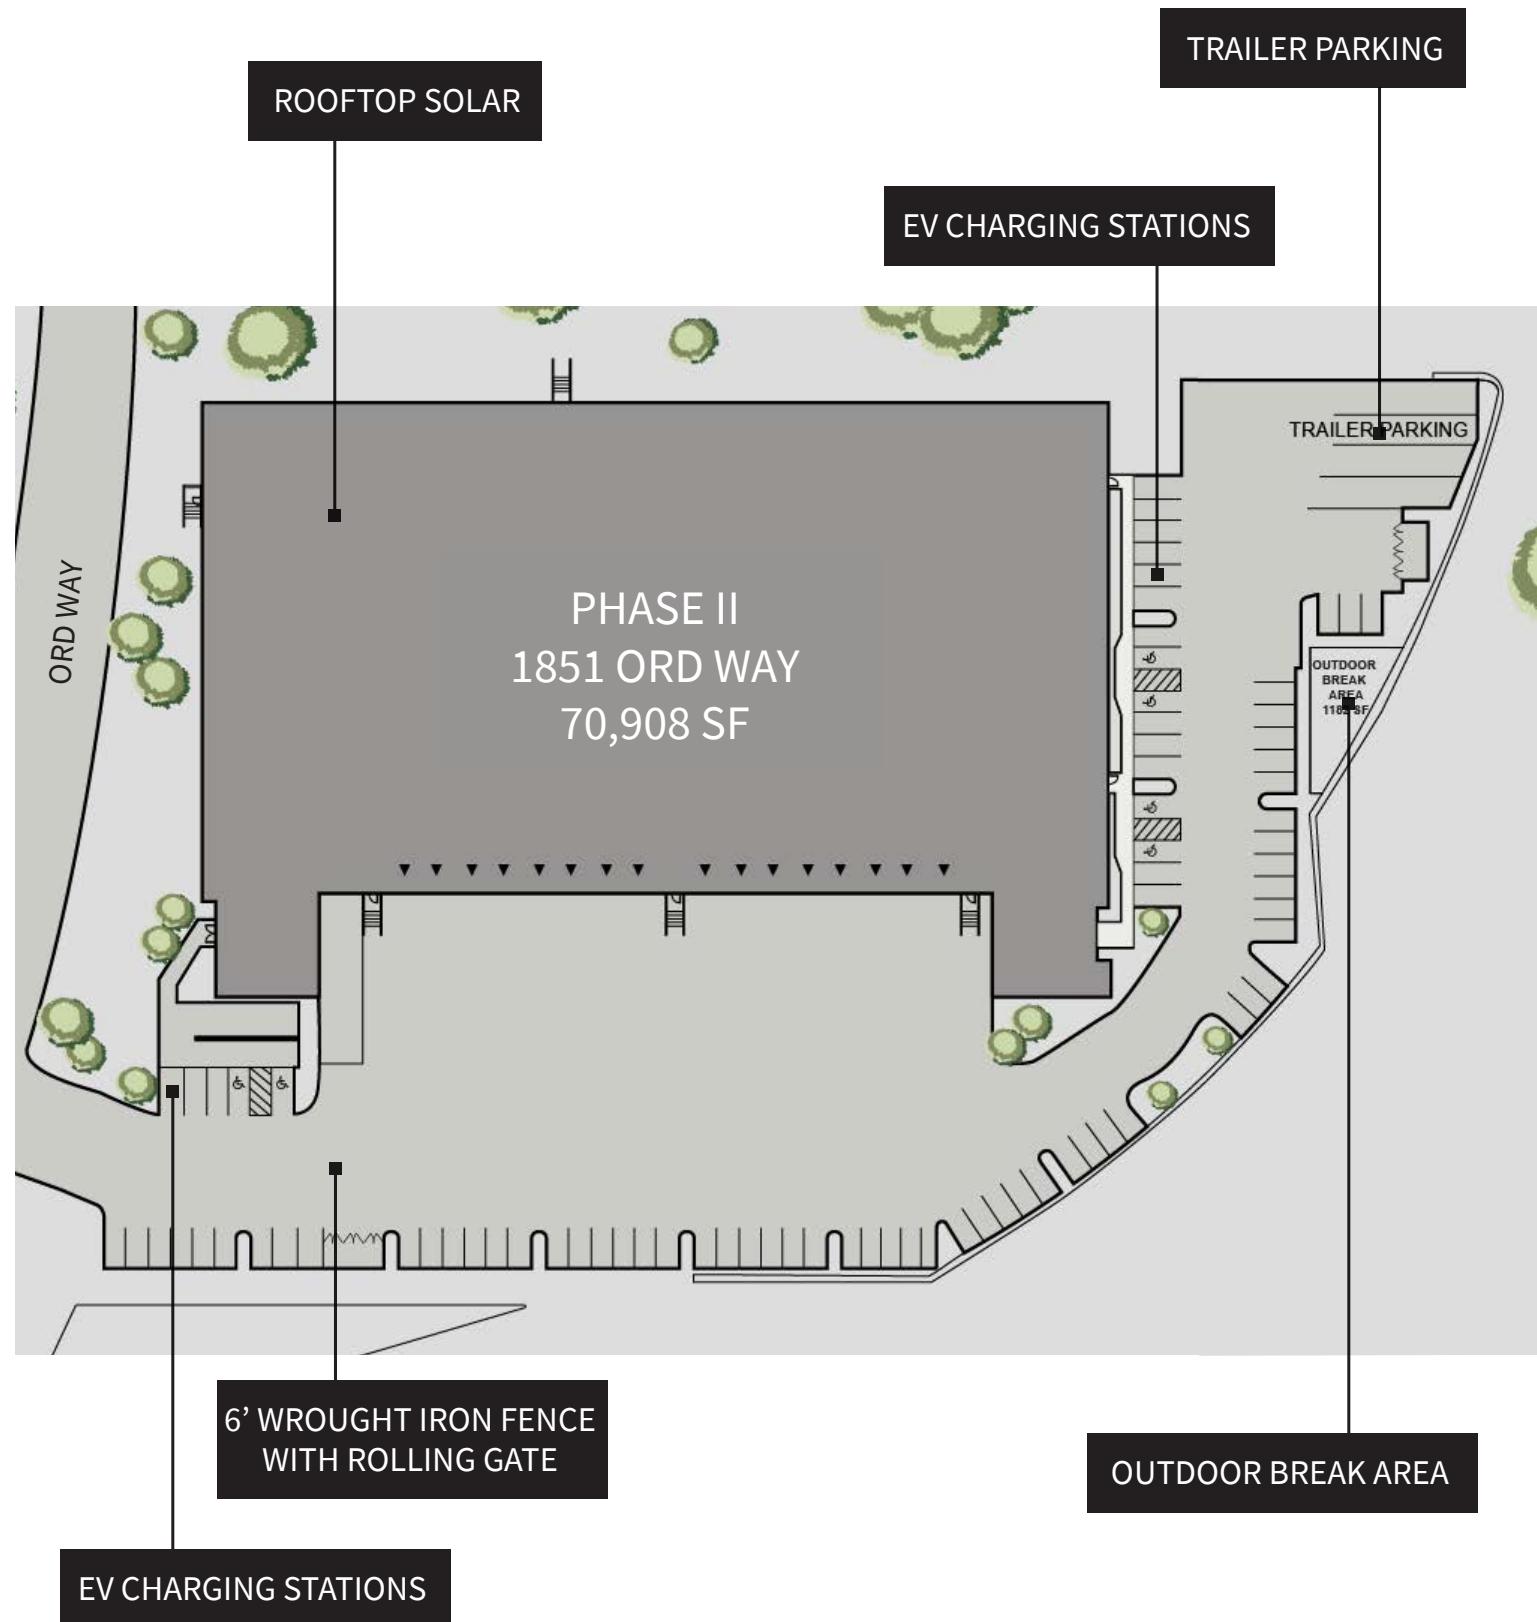 TRAILER PARKING
ROOFTOP SOLAR
EV CHARGING STATIONS
TRAILER PARKING
ORD WAY
PHASE II
1851 ORD WAY
70,908 SF
OUTDOOR
BREAK
AREA
SF
6’ WROUGHT IRON FENCE
WITH ROLLING GATE
OUTDOOR BREAK AREA
EV CHARGING STATIONS